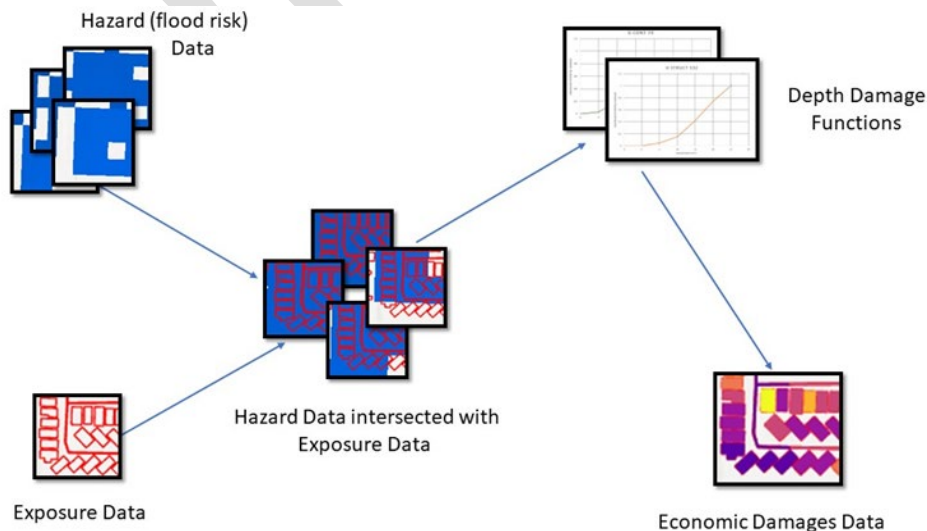 Hazard (flood risk)
Data
Depth Damage
Functions
Hazard Data intersected with
Exposure Data
Exposure Data
Economic Damages Data